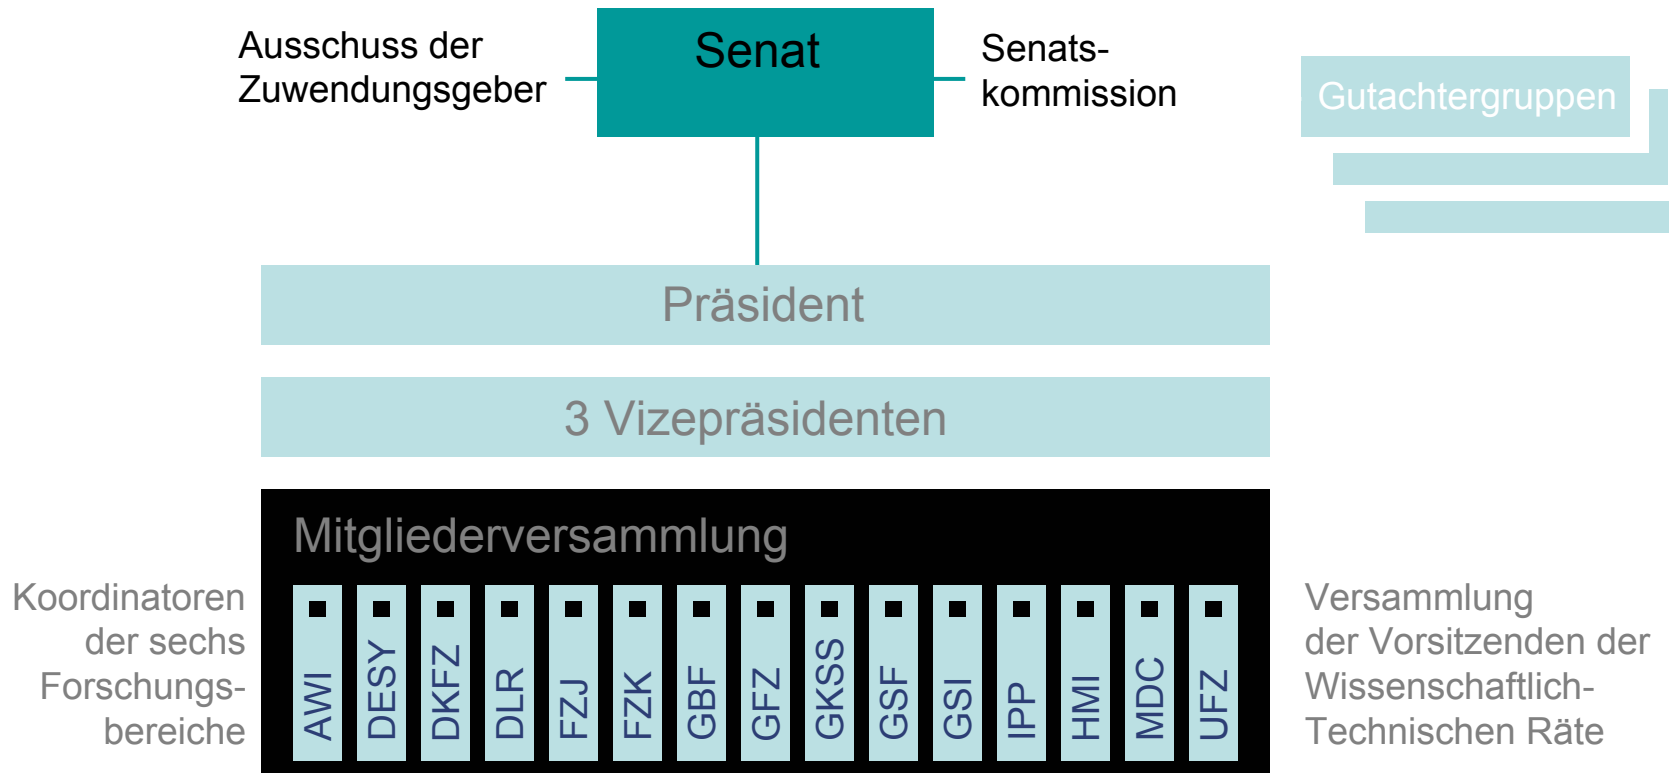 Ausschuss der
Zuwendungsgeber
Senat
Senats-
kommission
Gutachtergruppen
Präsident
3 Vizepräsidenten
Mitgliederversammlung
Koordinatoren
der sechs
Forschungs-
bereiche
AWI
DESY
DKFZ
DLR
FZJ
FZK
GBF
GFZ
GKSS
GSF
GSI
IPP
HMI
MDC
UFZ
Versammlung
der Vorsitzenden der
Wissenschaftlich-
Technischen Räte